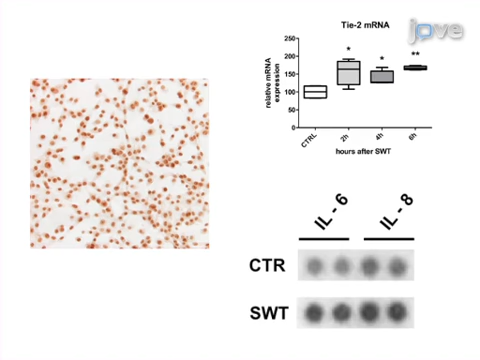 Tie-2 mRNA
jove
relative mRNA
expression
250
200
150
100
50
0
*
*
**
CTRL
2h
4h
6h
hours after SWT
IL - 6
IL - 8
CTR
SWT